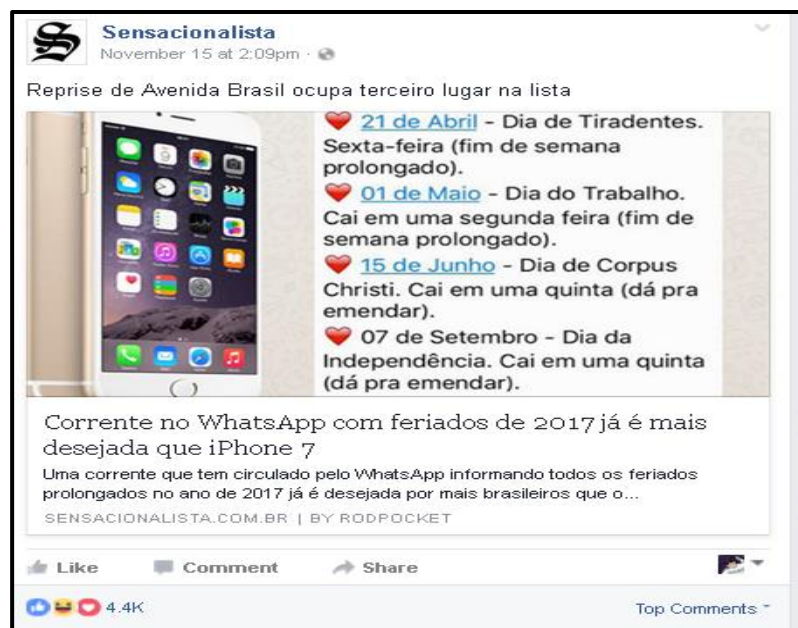 Sensacionalista
November 15 at 2:09pm ·
Reprise de Avenida Brasil ocupa terceiro lugar na lista
21 de Abril - Dia de Tiradentes.
Sexta-feira (fim de semana
prolongado).
01 de Maio - Dia do Trabalho.
Cai em uma segunda feira (fim de
semana prolongado).
15 de Junho - Dia de Corpus
Christi. Cai em uma quinta (dá pra
emendar).
07 de Setembro - Dia da
Independência. Cai em uma quinta
(dá pra emendar).
Corrente no WhatsApp com feriados de 2017 já é mais
desejada que iPhone 7
Uma corrente que tem circulado pelo WhatsApp informando todos os feriados
prolongados no ano de 2017 já é desejada por mais brasileiros que o...
SENSACIONALISTA.COM.BR | BY RODPOCKET
Like Comment Share
4.4K Top Comments